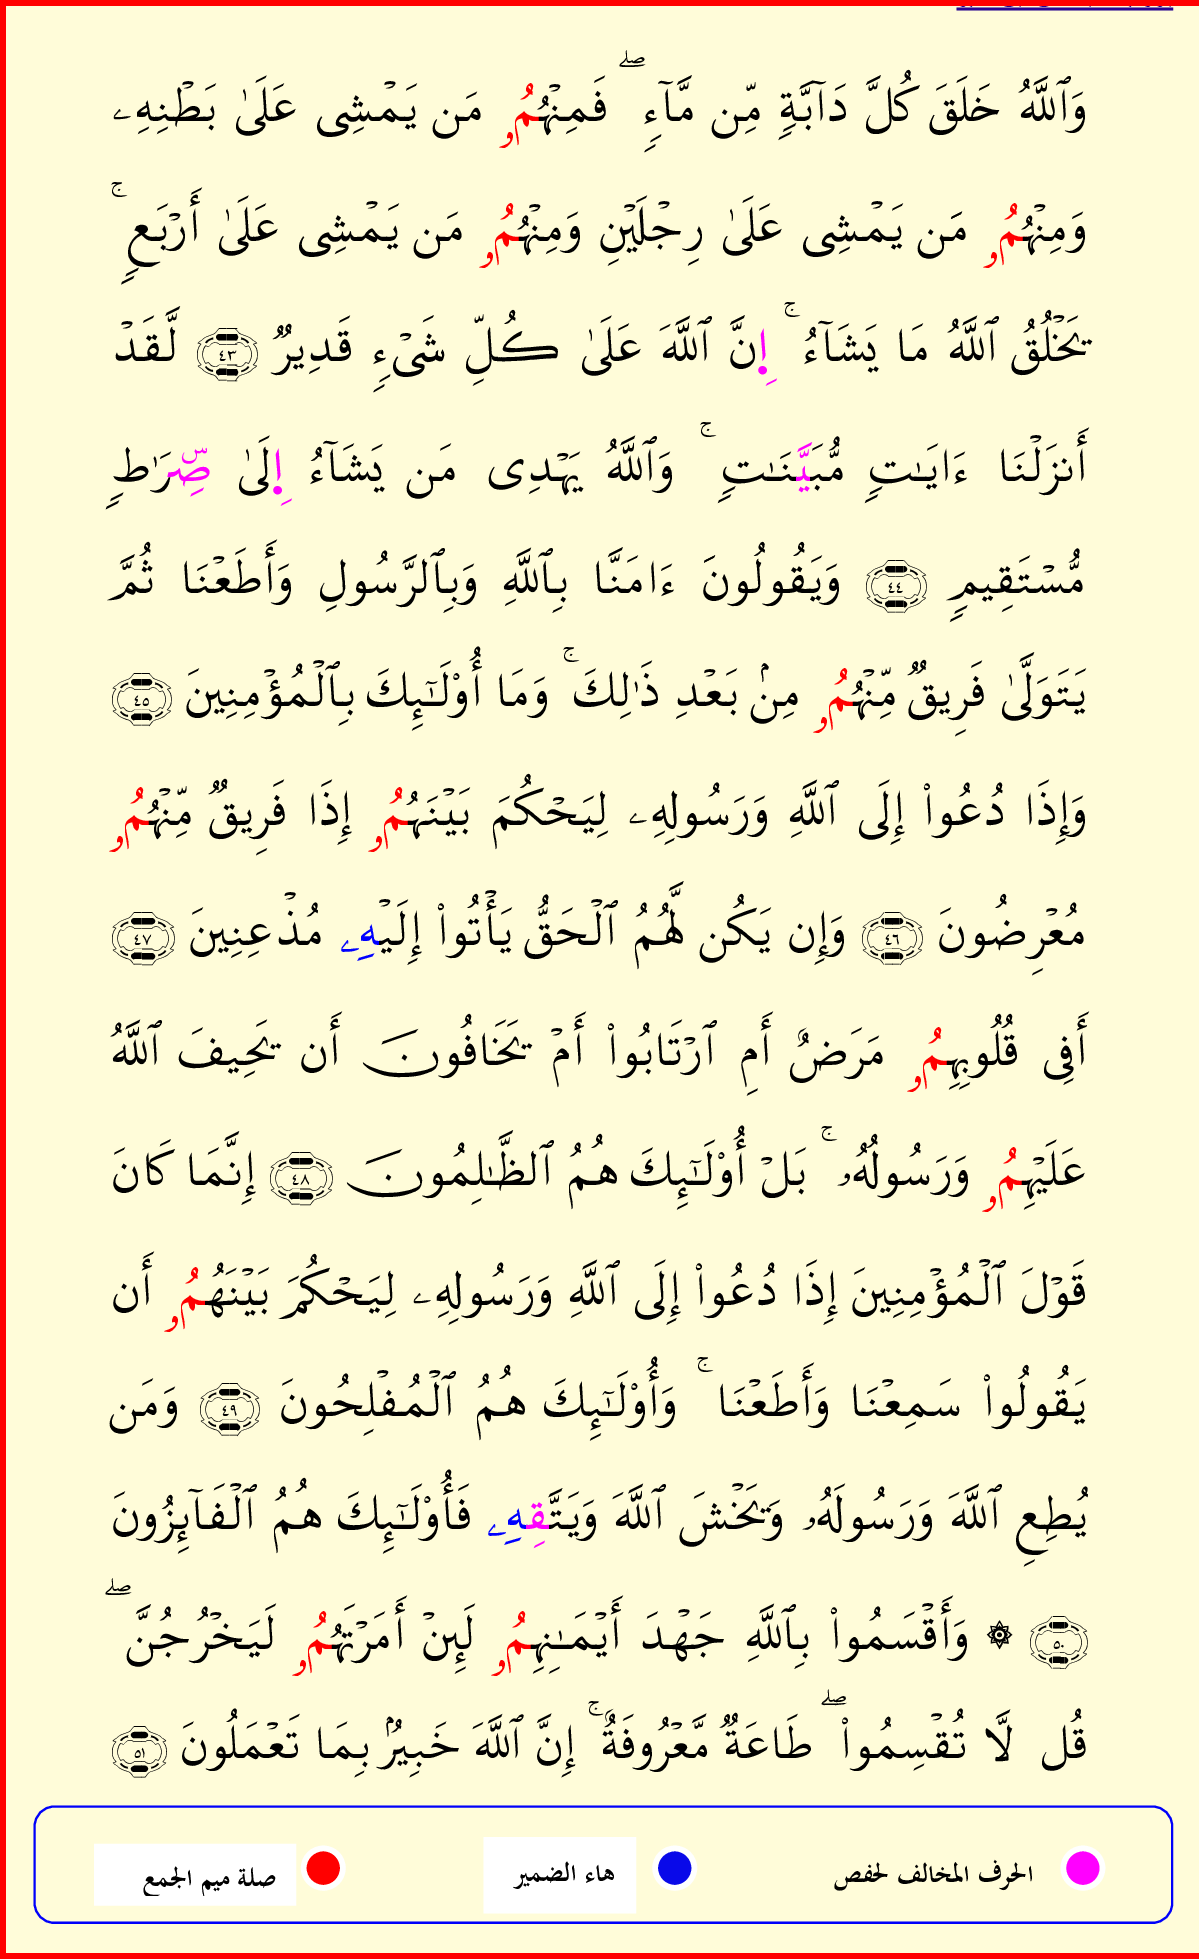 وَٱللَّهُ خَلَقَ كُلَّ دَآبَّةٍ مِّن مَّآءٍ ۖ فَمِنْهُمُۥ مَن يَمْشِى عَلَىٰ بَطْنِهِۦ
وَمِنْهُمُۥ مَن يَمْشِى عَلَىٰ رِجْلَيْنِ وَمِنْهُمُۥ مَن يَمْشِى عَلَىٰ أَرْبَعٍ ۚ
يَخْلُقُ ٱللَّهُ مَا يَشَآءُ ۚ اِ۪نَّ ٱللَّهَ عَلَىٰ كُلِّ شَىْءٍ قَدِيرٌ ٤٣ لَّقَدْ
أَنزَلْنَا ءَايَـٰتٍ مُّبَيَّنَـٰتٍ ۚ وَٱللَّهُ يَهْدِى مَن يَشَآءُ اِ۪لَىٰ صِۜرَٰطٍ
مُّسْتَقِيمٍ ٤٤ وَيَقُولُونَ ءَامَنَّا بِٱللَّهِ وَبِٱلرَّسُولِ وَأَطَعْنَا ثُمَّ
يَتَوَلَّىٰ فَرِيقٌ مِّنْهُمُۥ مِنۢ بَعْدِ ذَٰلِكَ ۚ وَمَا أُوْلَـٰٓئِكَ بِٱلْمُؤْمِنِينَ ٤٥
وَإِذَا دُعُواْ إِلَى ٱللَّهِ وَرَسُولِهِۦ لِيَحْكُمَ بَيْنَهُمُۥ إِذَا فَرِيقٌ مِّنْهُمُۥ
مُعْرِضُونَ ٤٦ وَإِن يَكُن لَّهُمُ ٱلْحَقُّ يَأْتُواْ إِلَيْهِۦ مُذْعِنِينَ ٤٧
أَفِى قُلُوبِهِمُۥ مَرَضٌ أَمِ ٱرْتَابُواْ أَمْ يَخَافُونَ أَن يَحِيفَ ٱللَّهُ
عَلَيْهِمُۥ وَرَسُولُهُۥ ۚ بَلْ أُوْلَـٰٓئِكَ هُمُ ٱلظَّـٰلِمُونَ ٤٨ إِنَّمَا كَانَ
قَوْلَ ٱلْمُؤْمِنِينَ إِذَا دُعُواْ إِلَى ٱللَّهِ وَرَسُولِهِۦ لِيَحْكُمَ بَيْنَهُمُۥ أَن
يَقُولُواْ سَمِعْنَا وَأَطَعْنَا ۚ وَأُوْلَـٰٓئِكَ هُمُ ٱلْمُفْلِحُونَ ٤٩ وَمَن
يُطِعِ ٱللَّهَ وَرَسُولَهُۥ وَيَخْشَ ٱللَّهَ وَيَتَّقِهِۦ فَأُوْلَـٰٓئِكَ هُمُ ٱلْفَآئِزُونَ
٥٠ ۞ وَأَقْسَمُواْ بِٱللَّهِ جَهْدَ أَيْمَـٰنِهِمُۥ لَئِنْ أَمَرْتَهُمُۥ لَيَخْرُجُنَّ ۖ
قُل لَّا تُقْسِمُواْ ۖ طَاعَةٌ مَّعْرُوفَةٌ ۚ إِنَّ ٱللَّهَ خَبِيرٌۢ بِمَا تَعْمَلُونَ ٥١
الحرف المخالف لحفص هاء الضمير صلة ميم الجمع